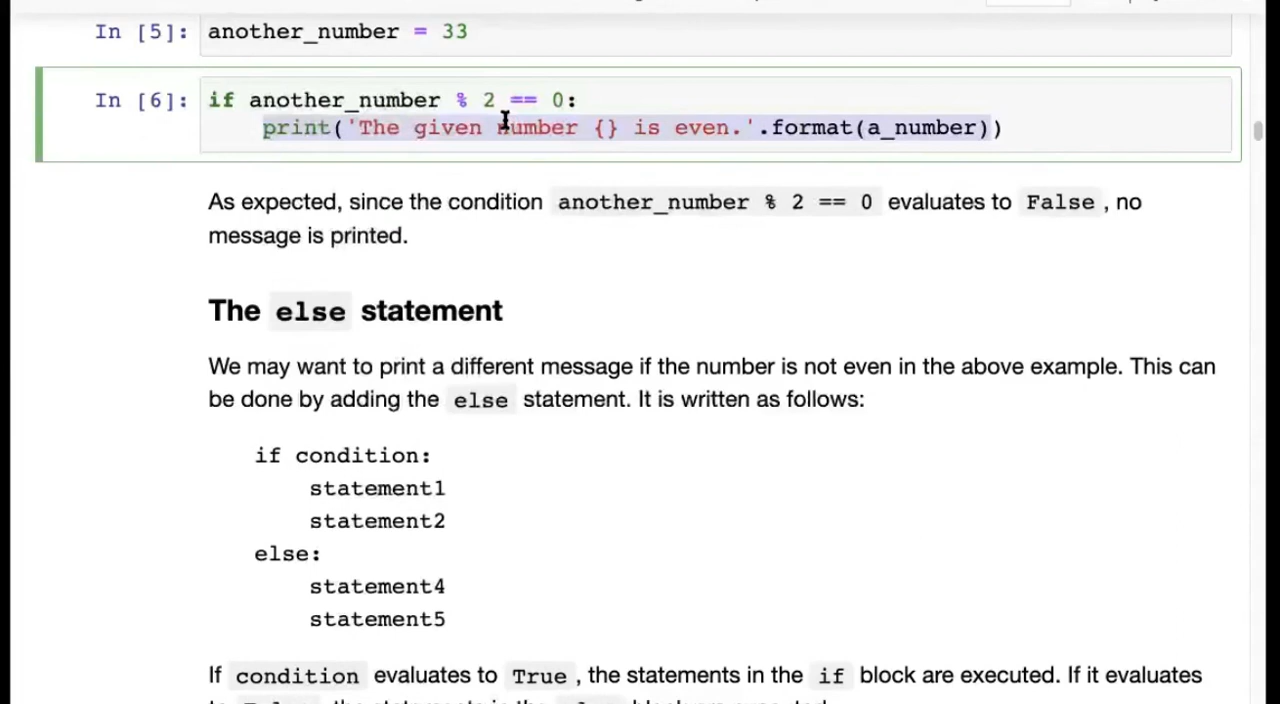 In [5]: another_number = 33
In [6]: if another_number % 2 == 0:
print('The given number {} is even.'.format(a_number))
As expected, since the condition another_number % 2 == 0 evaluates to False , no
message is printed.
The else statement
We may want to print a different message if the number is not even in the above example. This can
be done by adding the else statement. It is written as follows:
if condition:
statement1
statement2
else:
statement4
statement5
If condition evaluates to True , the statements in the if block are executed. If it evaluates